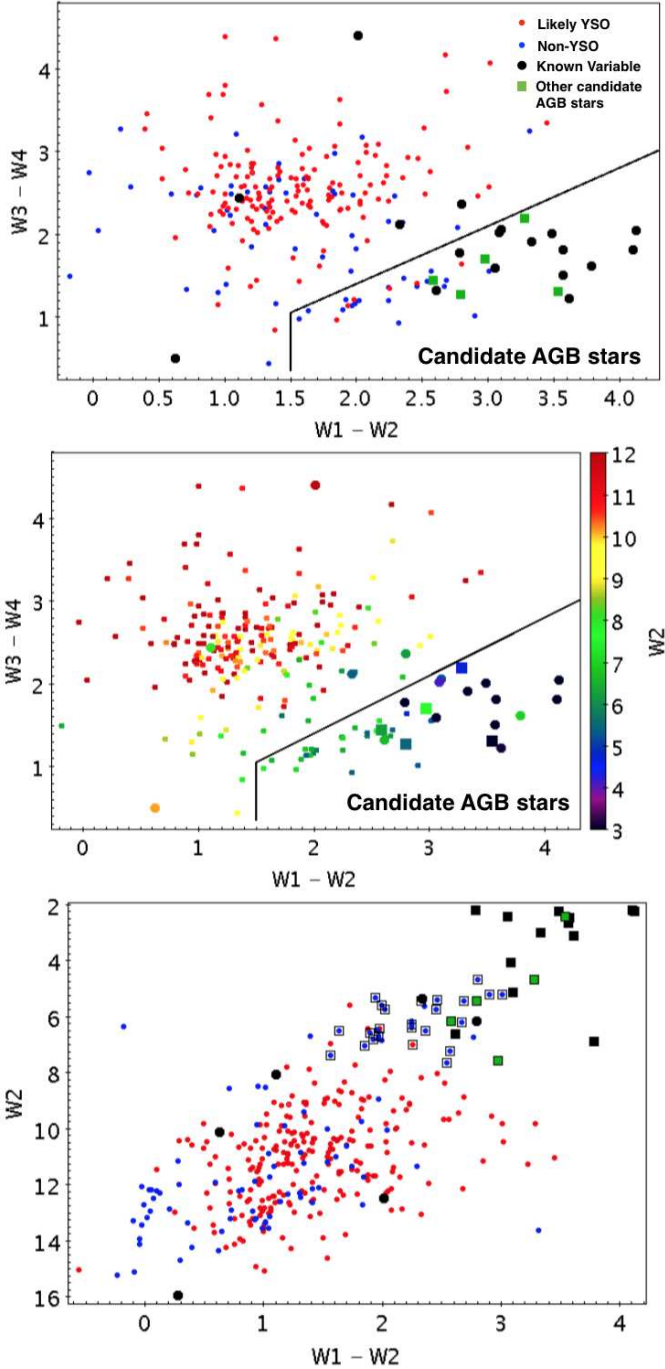 Likely YSO
Non-YSO
Known Variable
Other candidate
AGB stars
4
3
2
1
W3 − W4
Candidate AGB stars
0 0.5 1.0 1.5 2.0 2.5 3.0 3.5 4.0
W1 − W2
4
3
2
1
W3 − W4
Candidate AGB stars
0 1 2 3 4
W1 − W2
12
11
10
9
8
7
6
5
4
3
W2
2
4
6
8
10
12
14
16
W2
0 1 2 3 4
W1 − W2